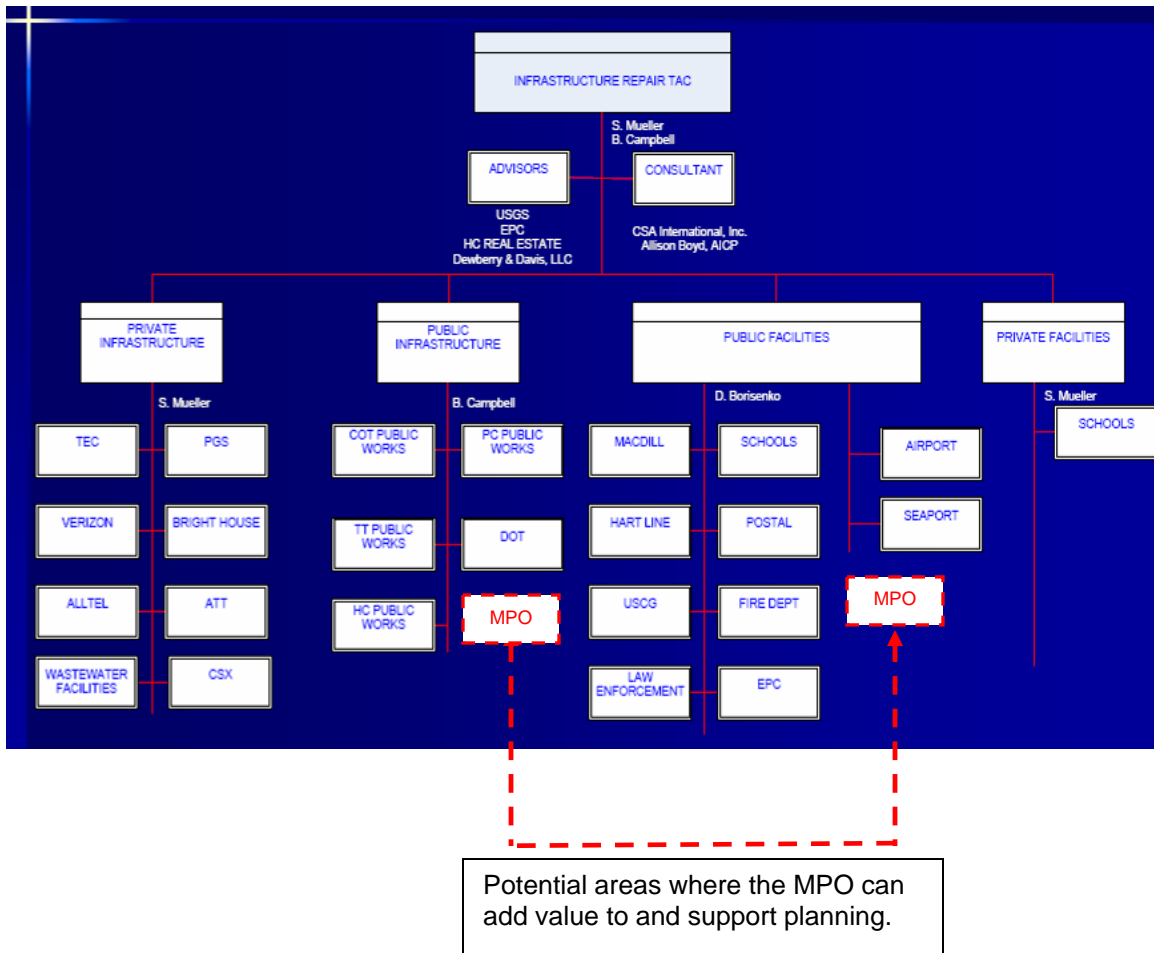 INFRASTRUCTURE REPAIR TAC
S. Mueller
B. Campbell
ADVISORS
CONSULTANT
USGS
EPC
HC REAL ESTATE
Dewberry & Davis, LLC
CSA International, Inc.
Allison Boyd, AICP
PRIVATE
INFRASTRUCTURE
PUBLIC
INFRASTRUCTURE
PUBLIC FACILITIES
PRIVATE FACILITIES
S. Mueller
B. Campbell
D. Borisenko
S. Mueller
TEC
PGS
VERIZON
BRIGHT HOUSE
ALLTEL
ATT
WASTEWATER
FACILITIES
CSX
COT PUBLIC
WORKS
PC PUBLIC
WORKS
TT PUBLIC
WORKS
DOT
HC PUBLIC
WORKS
MPO
MACDILL
SCHOOLS
HART LINE
POSTAL
USCG
FIRE DEPT
LAW
ENFORCEMENT
EPC
AIRPORT
SEAPORT
MPO
SCHOOLS
Potential areas where the MPO can
add value to and support planning.